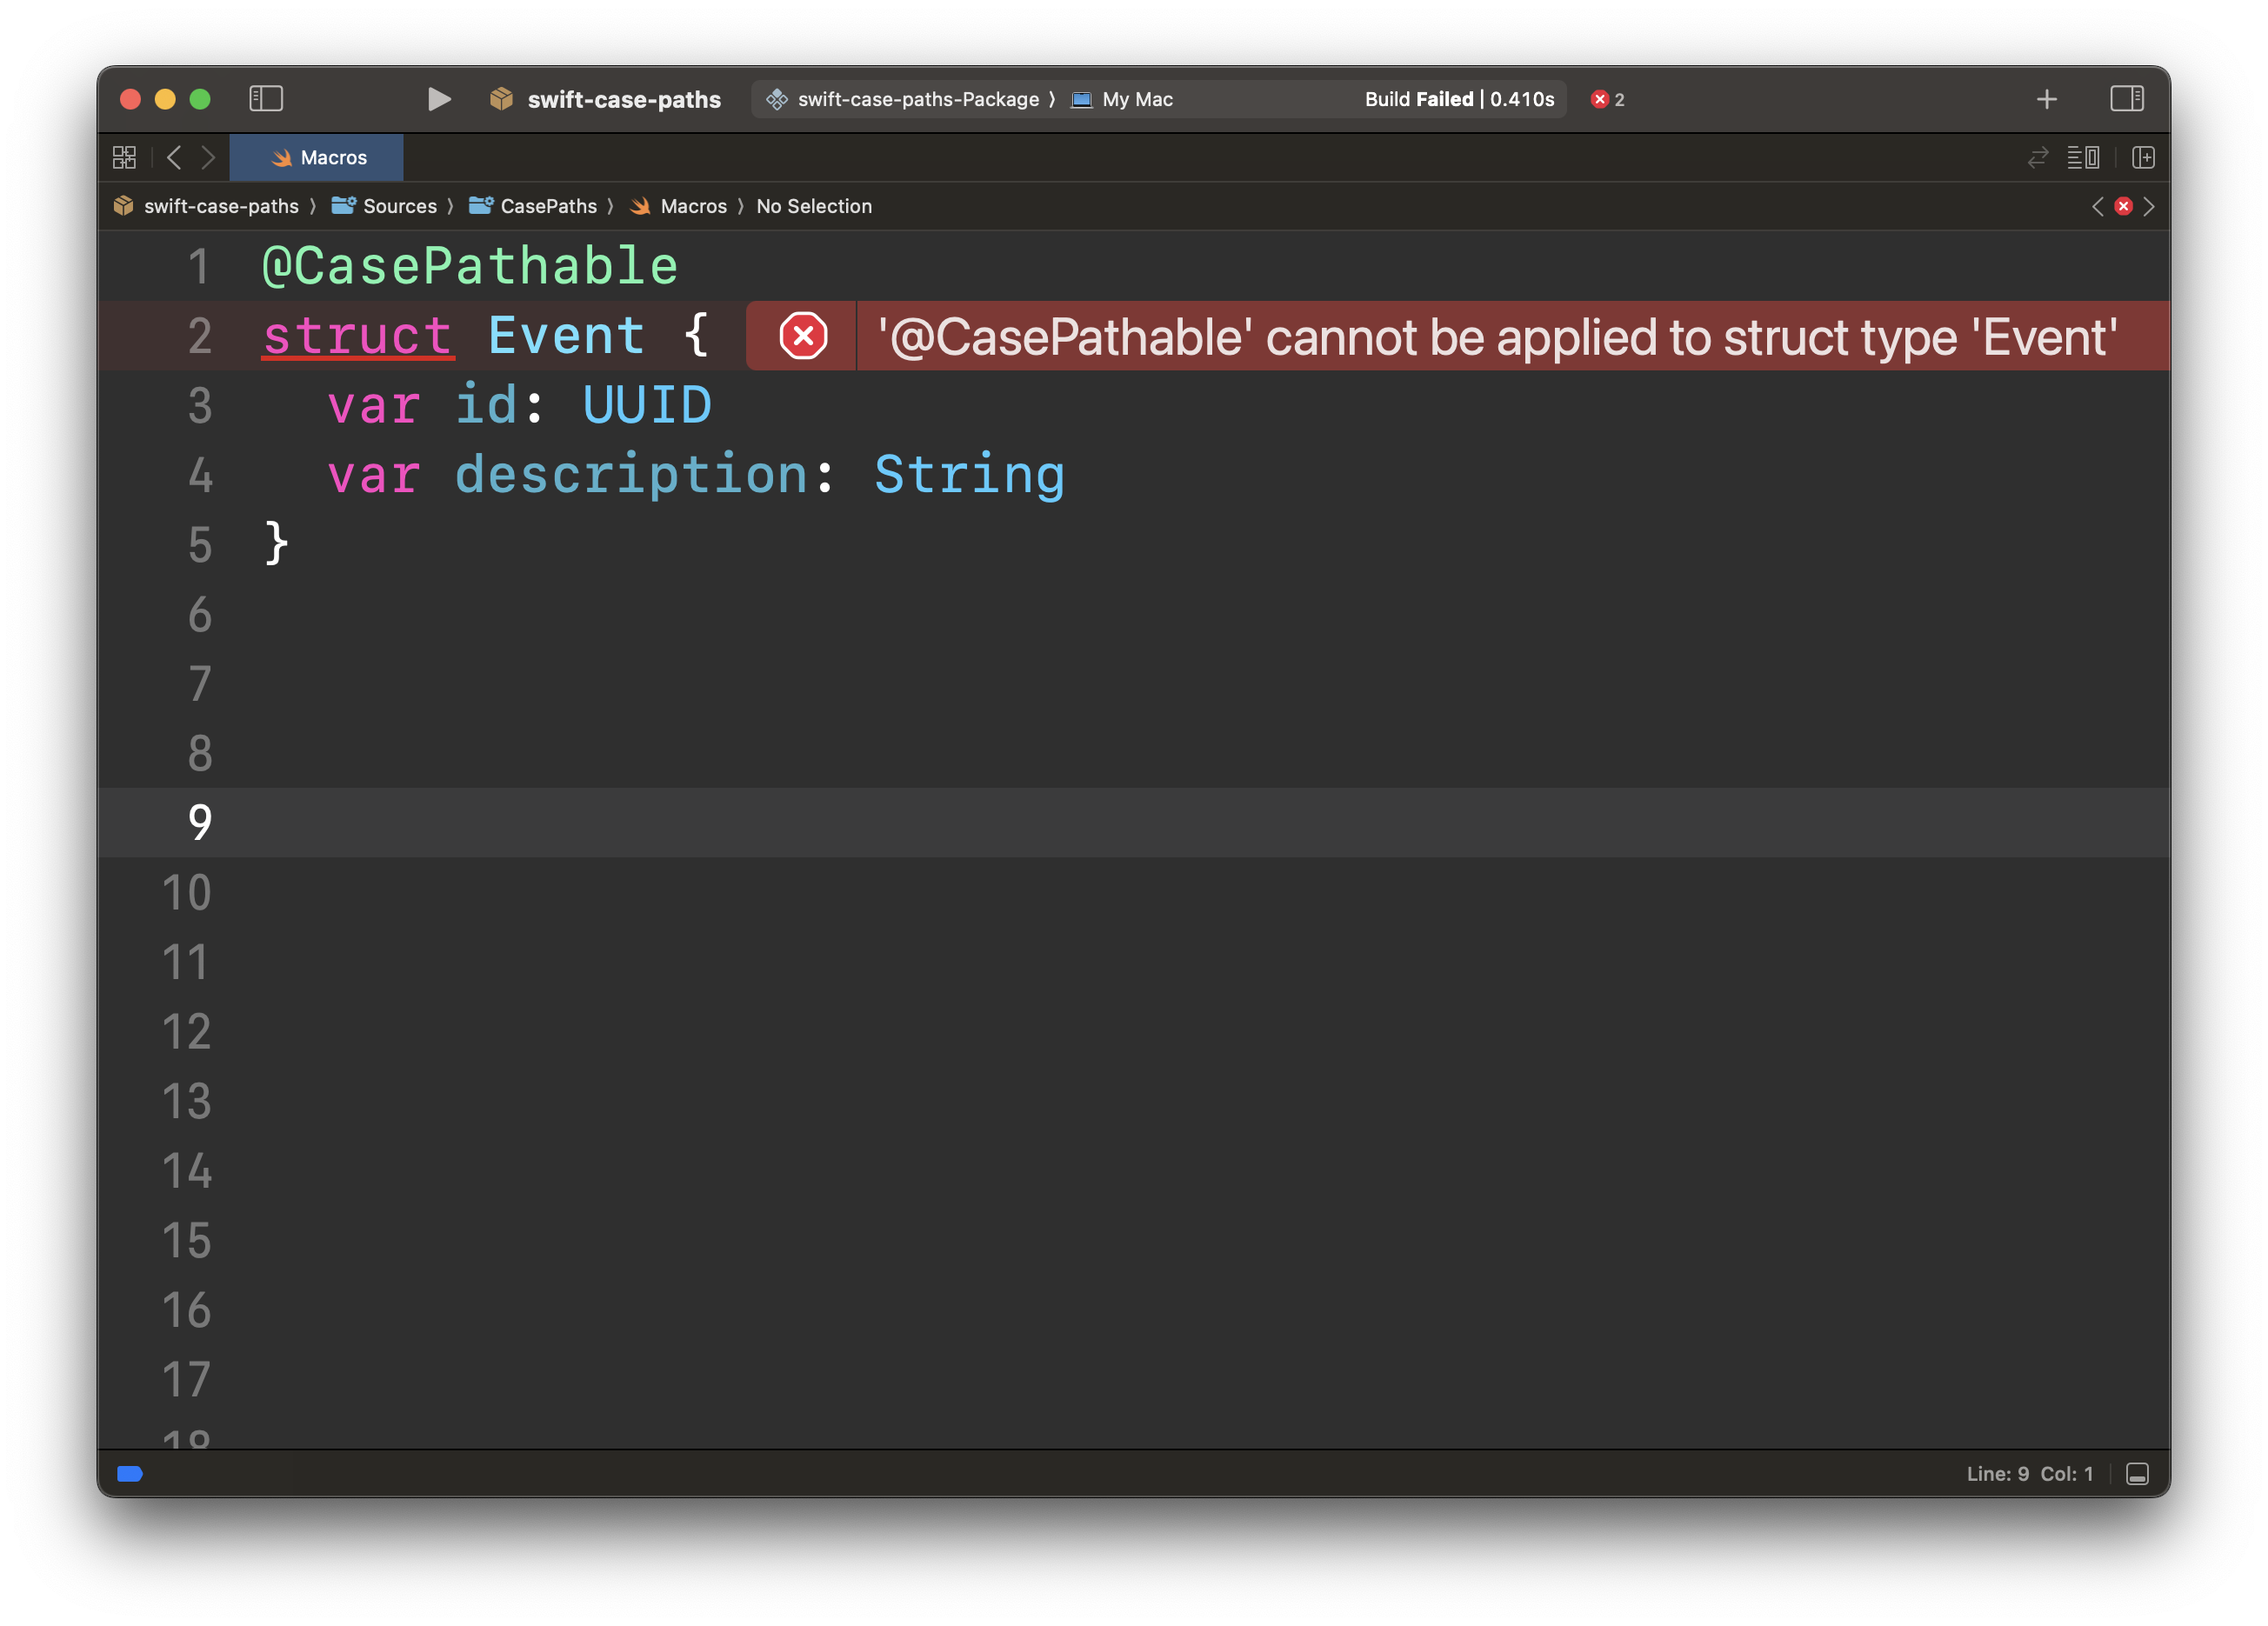 swift-case-paths
swift-case-paths-Package 〉 My Mac
Build Failed | 0.410s
2
Macros
swift-case-paths 〉 Sources 〉 CasePaths 〉 Macros 〉 No Selection
1 @CasePathable
2 struct Event { '@CasePathable' cannot be applied to struct type 'Event'
3 var id: UUID
4 var description: String
5 }
6
7
8
9
10
11
12
13
14
15
16
17
18
Line: 9 Col: 1